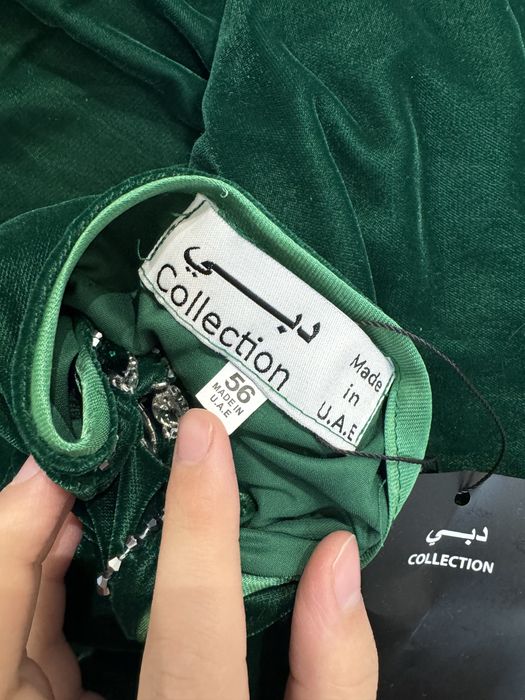 دبي
Collection
Made
in
U.A.E
56
MADE IN
U.A.E
دبي
COLLECTION